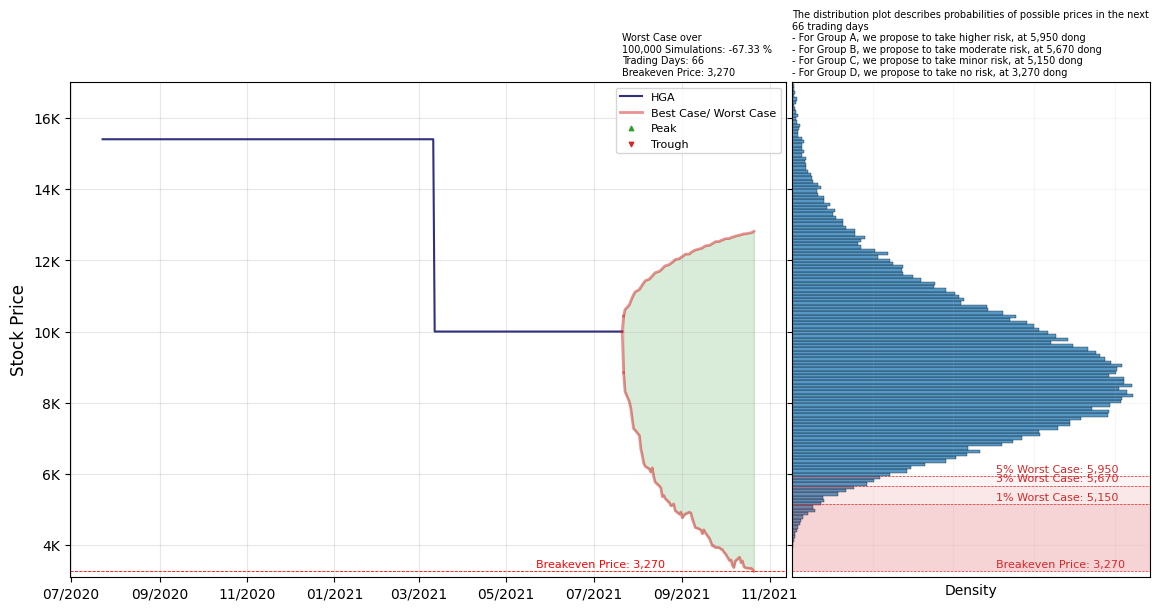 The distribution plot describes probabilities of possible prices in the next
66 trading days
- For Group A, we propose to take higher risk, at 5,950 dong
- For Group B, we propose to take moderate risk, at 5,670 dong
- For Group C, we propose to take minor risk, at 5,150 dong
- For Group D, we propose to take no risk, at 3,270 dong
Worst Case over
100,000 Simulations: -67.33 %
Trading Days: 66
Breakeven Price: 3,270
HGA
Best Case/ Worst Case
Peak
Trough
Stock Price
16K
14K
12K
10K
8K
6K
4K
Breakeven Price: 3,270
07/2020
09/2020
11/2020
01/2021
03/2021
05/2021
07/2021
09/2021
11/2021
5% Worst Case: 5,950
3% Worst Case: 5,670
1% Worst Case: 5,150
Breakeven Price: 3,270
Density